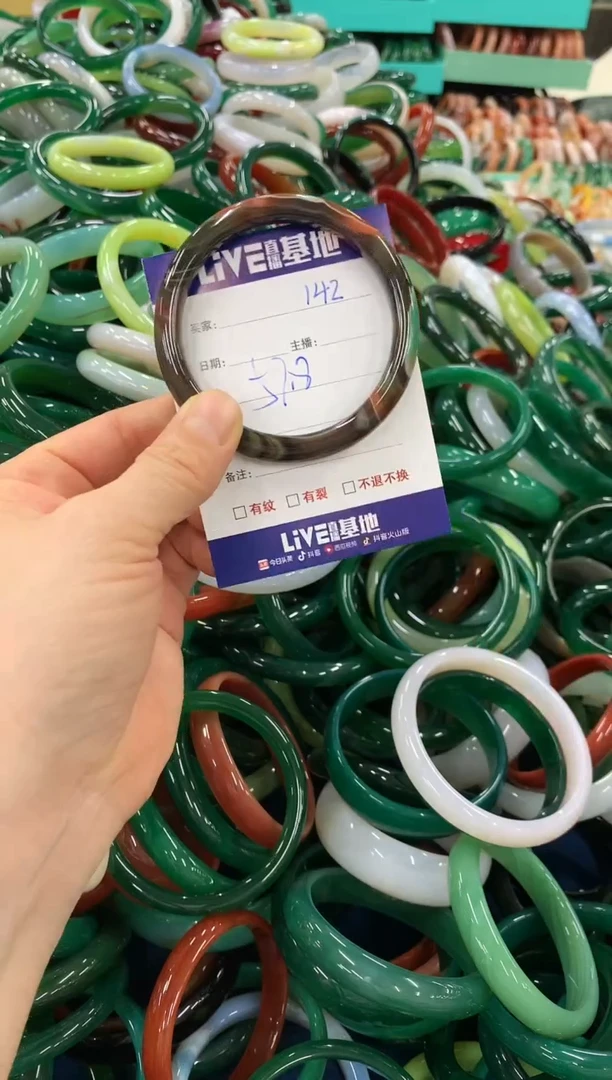 LiVE直播基地
买家: 142
日期: 主播:
57.8
备注:
□有纹 □有裂 □不退不换
LiVE直播基地
今日头条 抖音 西瓜视频 抖音火山版